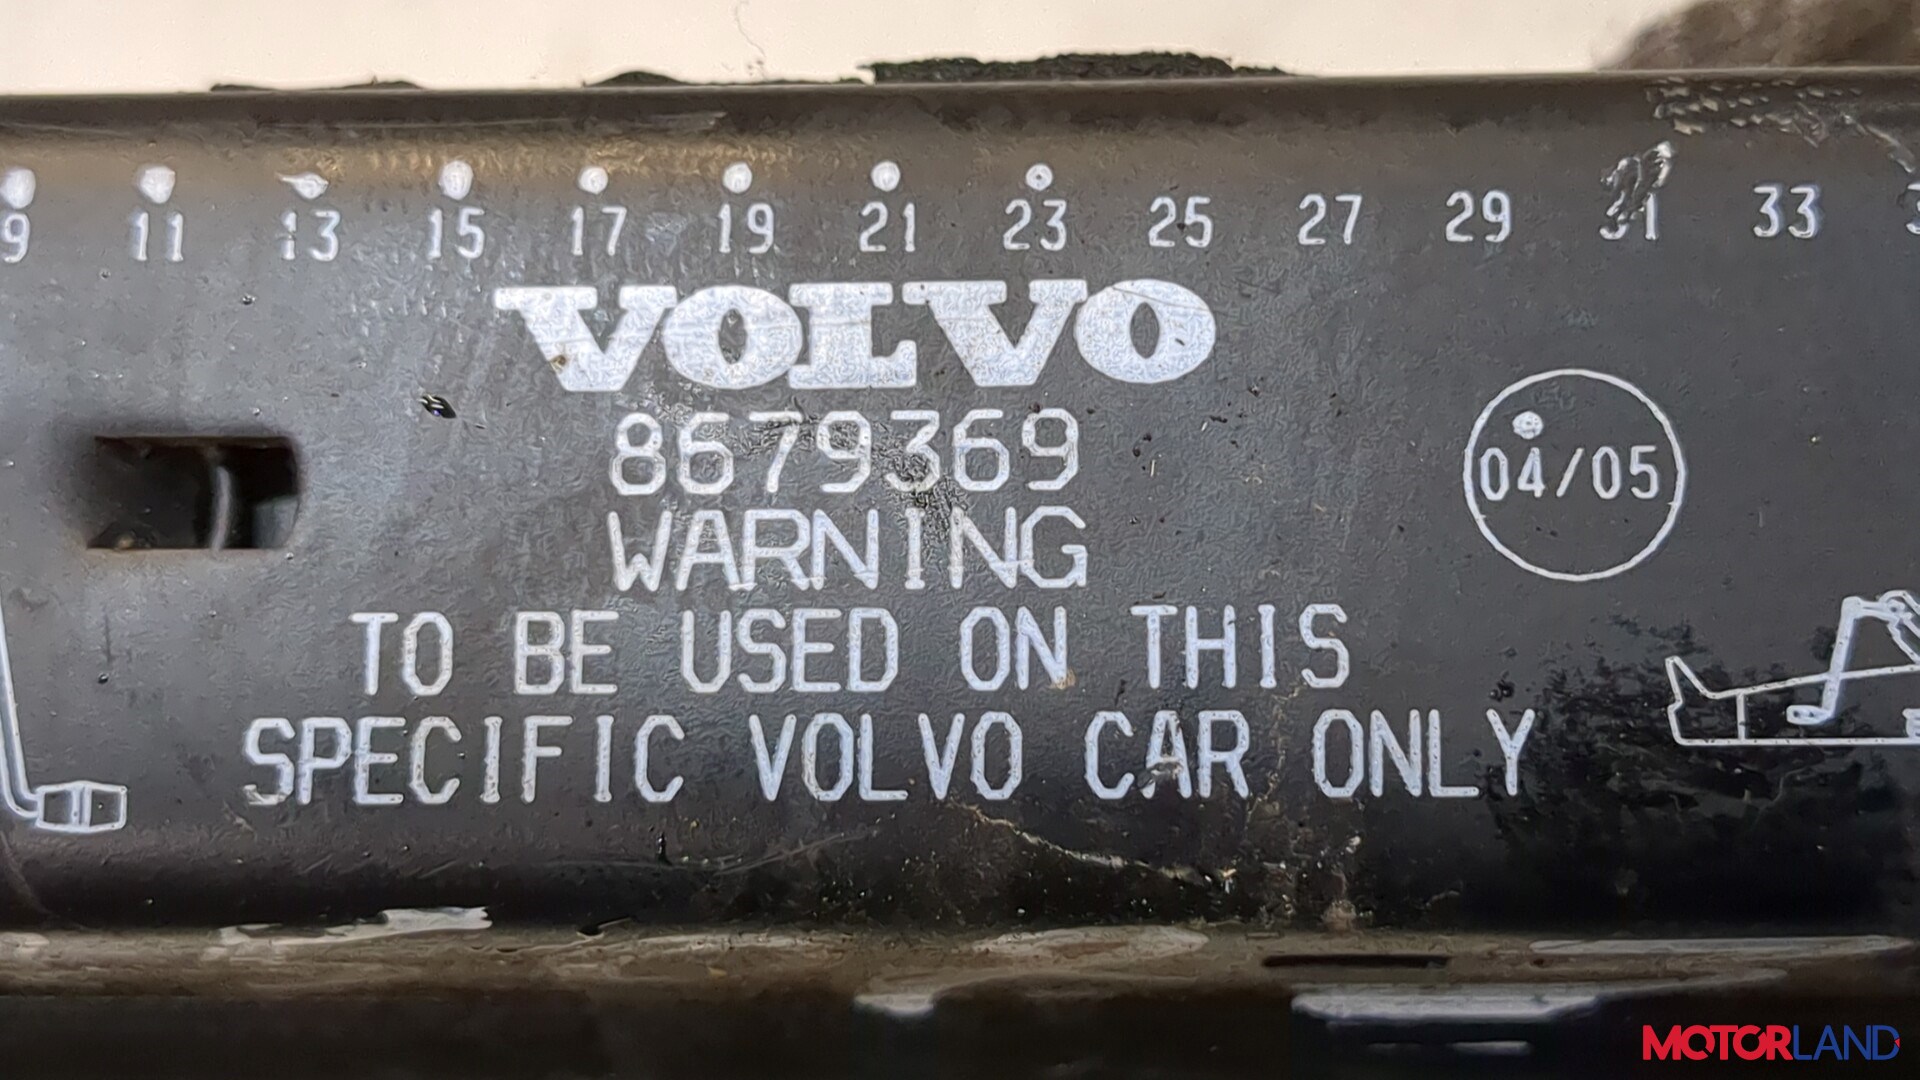 9 11 13 15 17 19 21 23 25 27 29 31 33
VOLVO
8679369
04/05
WARNING
TO BE USED ON THIS
SPECIFIC VOLVO CAR ONLY
MOTORLAND